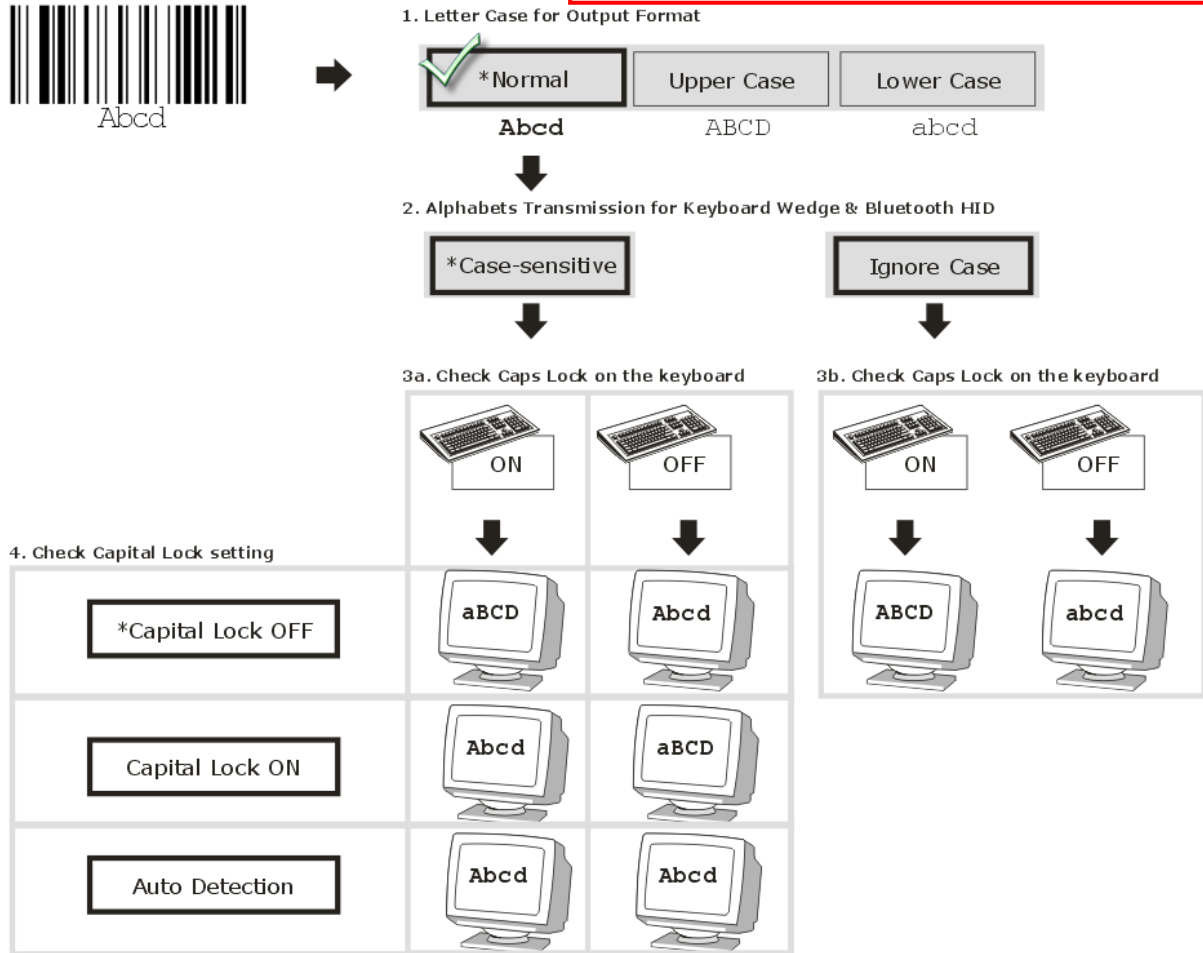 1. Letter Case for Output Format
Abcd
*Normal
Upper Case
Lower Case
Abcd
ABCD
abcd
2. Alphabets Transmission for Keyboard Wedge & Bluetooth HID
*Case-sensitive
Ignore Case
3a. Check Caps Lock on the keyboard
3b. Check Caps Lock on the keyboard
ON
OFF
ON
OFF
4. Check Capital Lock setting
*Capital Lock OFF
aBCD
Abcd
ABCD
abcd
Capital Lock ON
Abcd
aBCD
Auto Detection
Abcd
Abcd